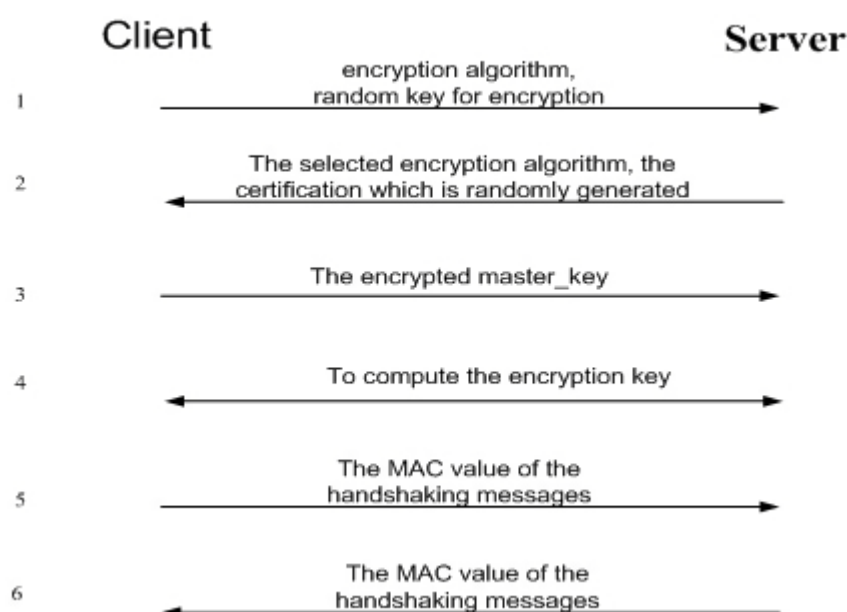 Client
Server
1
encryption algorithm,
random key for encryption
2
The selected encryption algorithm, the
certification which is randomly generated
3
The encrypted master_key
4
To compute the encryption key
5
The MAC value of the
handshaking messages
6
The MAC value of the
handshaking messages